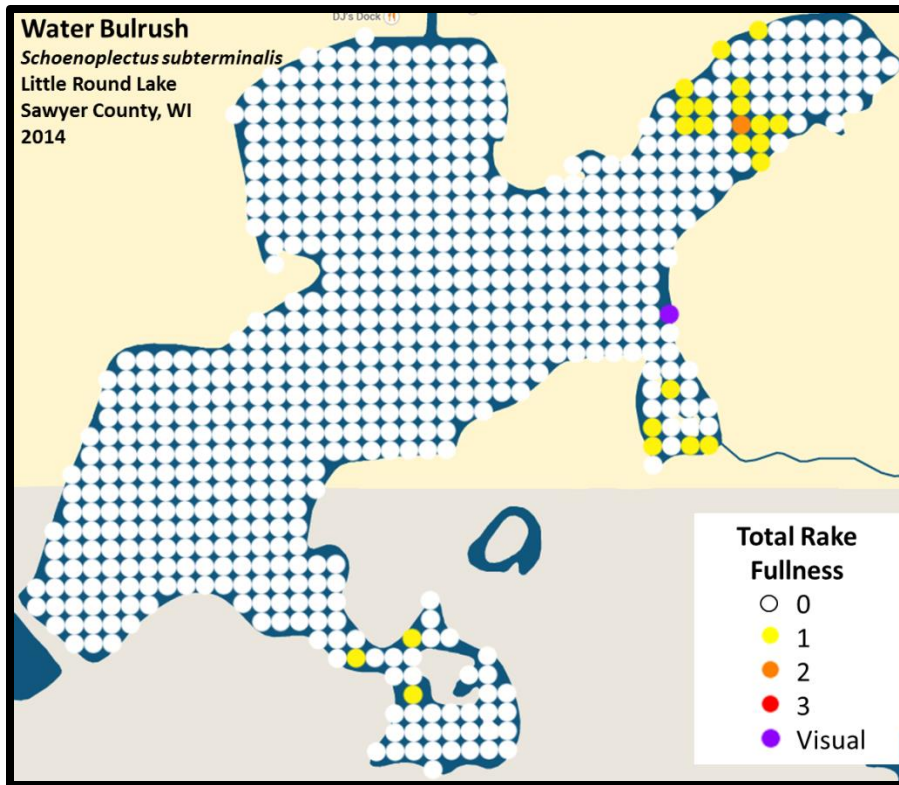 DJ's Dock
Water Bulrush
Schoenoplectus subterminalis
Little Round Lake
Sawyer County, WI
2014
Total Rake
Fullness
0
1
2
3
Visual